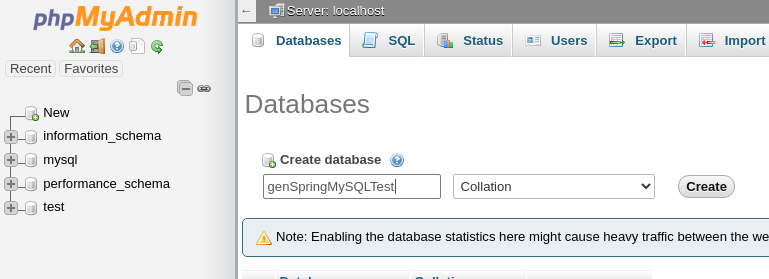 phpMyAdmin
Recent Favorites
New
information_schema
mysql
performance_schema
test
← Server: localhost
Databases SQL Status Users Export Import
Databases
Create database
genSpringMySQLTest Collation Create
Note: Enabling the database statistics here might cause heavy traffic between the we